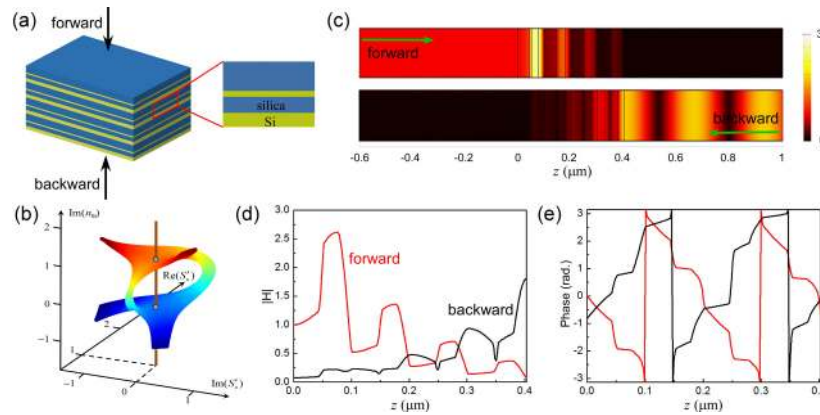 (a)
forward
silica
Si
backward
(c)
forward
backward
3
-0.6 -0.4 -0.2 0 0.2 0.4 0.6 0.8 1
z (μm)
(b)
Im(n
2
1
0
-1
Re(S
2
1
-1
0
1
Im(S
(d)
3.0
2.5
2.0
1.5
1.0
0.5
0.0
|H|
forward
backward
0.0 0.1 0.2 0.3 0.4
z (μm)
(e)
3
2
1
0
-1
-2
-3
Phase (rad.)
0.0 0.1 0.2 0.3 0.4
z (μm)